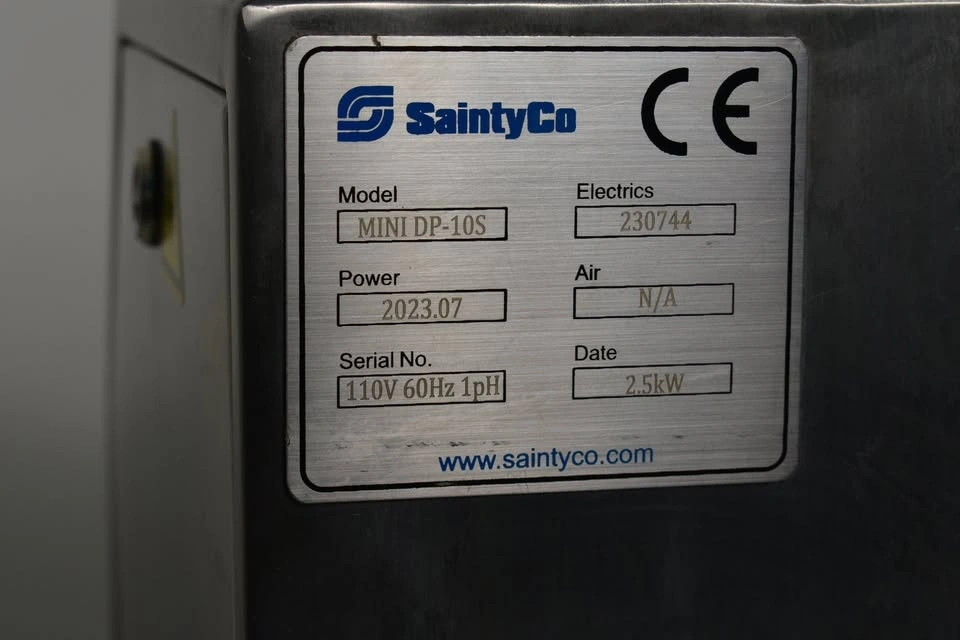 SaintyCo CE
Model
MINI DP-10S
Electrics
230744
Power
2023.07
Air
N/A
Serial No.
110V 60Hz 1pH
Date
2.5kW
www.saintyco.com